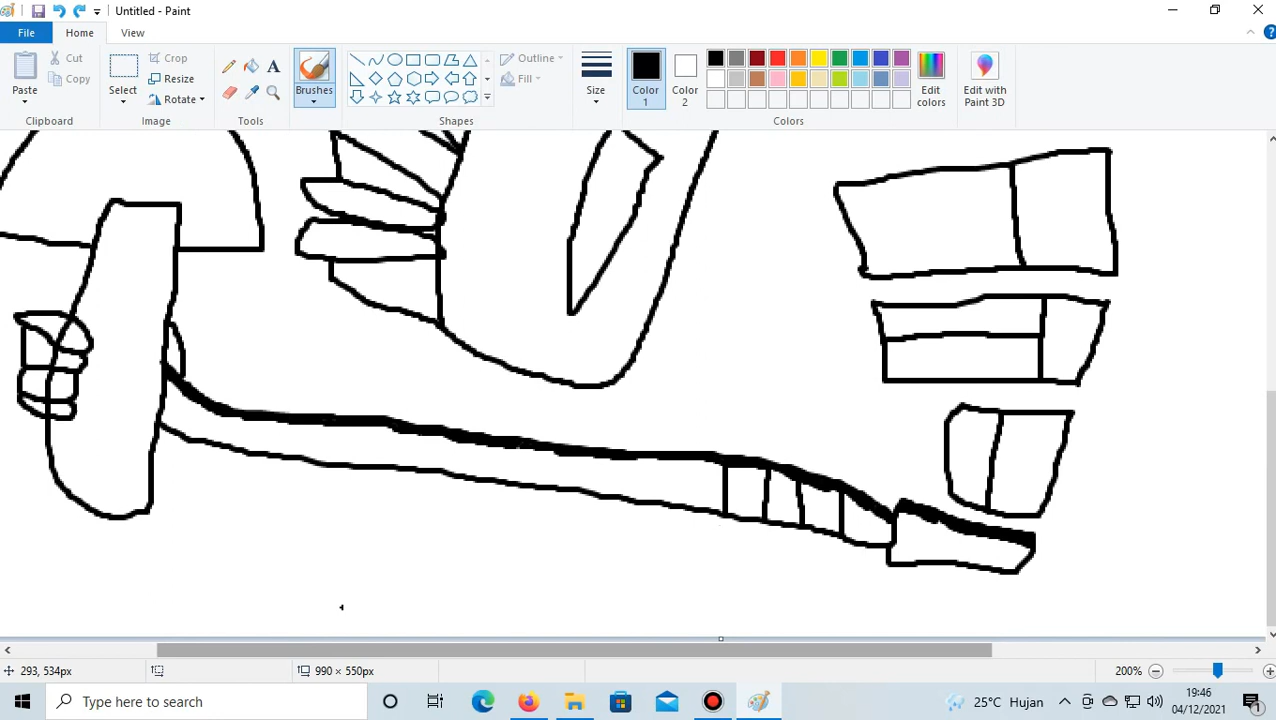 Untitled - Paint
File Home View
Paste
Cut
Copy
Clipboard
Select
Crop
Resize
Rotate
Image
Tools
Brushes
Shapes
Outline
Fill
Size
Color 1
Color 2
Edit colors
Edit with Paint 3D
Colors
293, 534px
990 × 550px
200%
Type here to search
25°C Hujan
19:46
04/12/2021
1